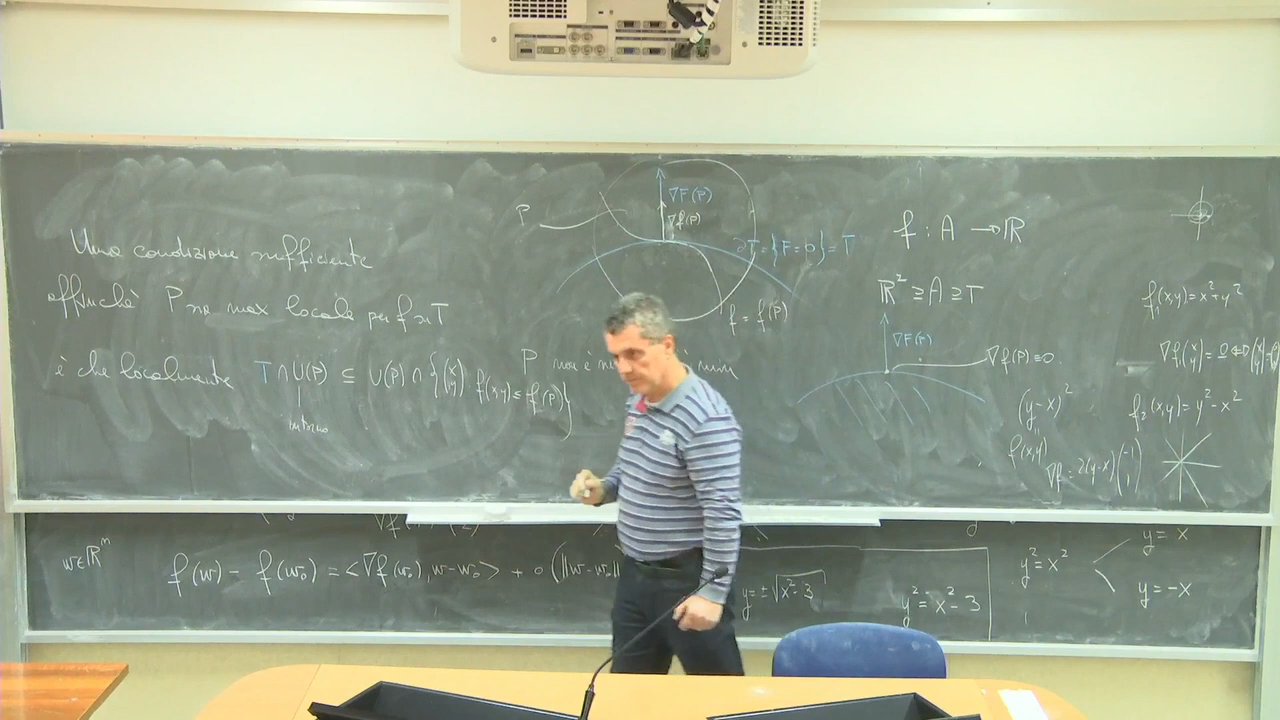 Una condizione sufficiente
affinché P sia max locale per f su T
è che localmente T ∩ U(P) ⊆ U(P) ∩ {(x y) f(x,y) ≤ f(P)}
intorno
P
∇F(P)
∇f(P)
∂T = {F = 0} = T
f = f(P)
P non è
f : A → ℝ
ℝ² ⊇ A ⊇ T
∇F(P)
∇f(P) = 0
f₁(x,y) = x² + y²
f₂(x,y) = y² - x²
(y-x)²
f(x,y)
∇f = 2(y-x)(-1 1)
w ∈ ℝⁿ
f(w) - f(w₀) = <∇f(w₀), w - w₀> + o(‖w - w₀‖
y = ±√(x² - 3)
y² = x² - 3
y² = x²
y = x
y = -x